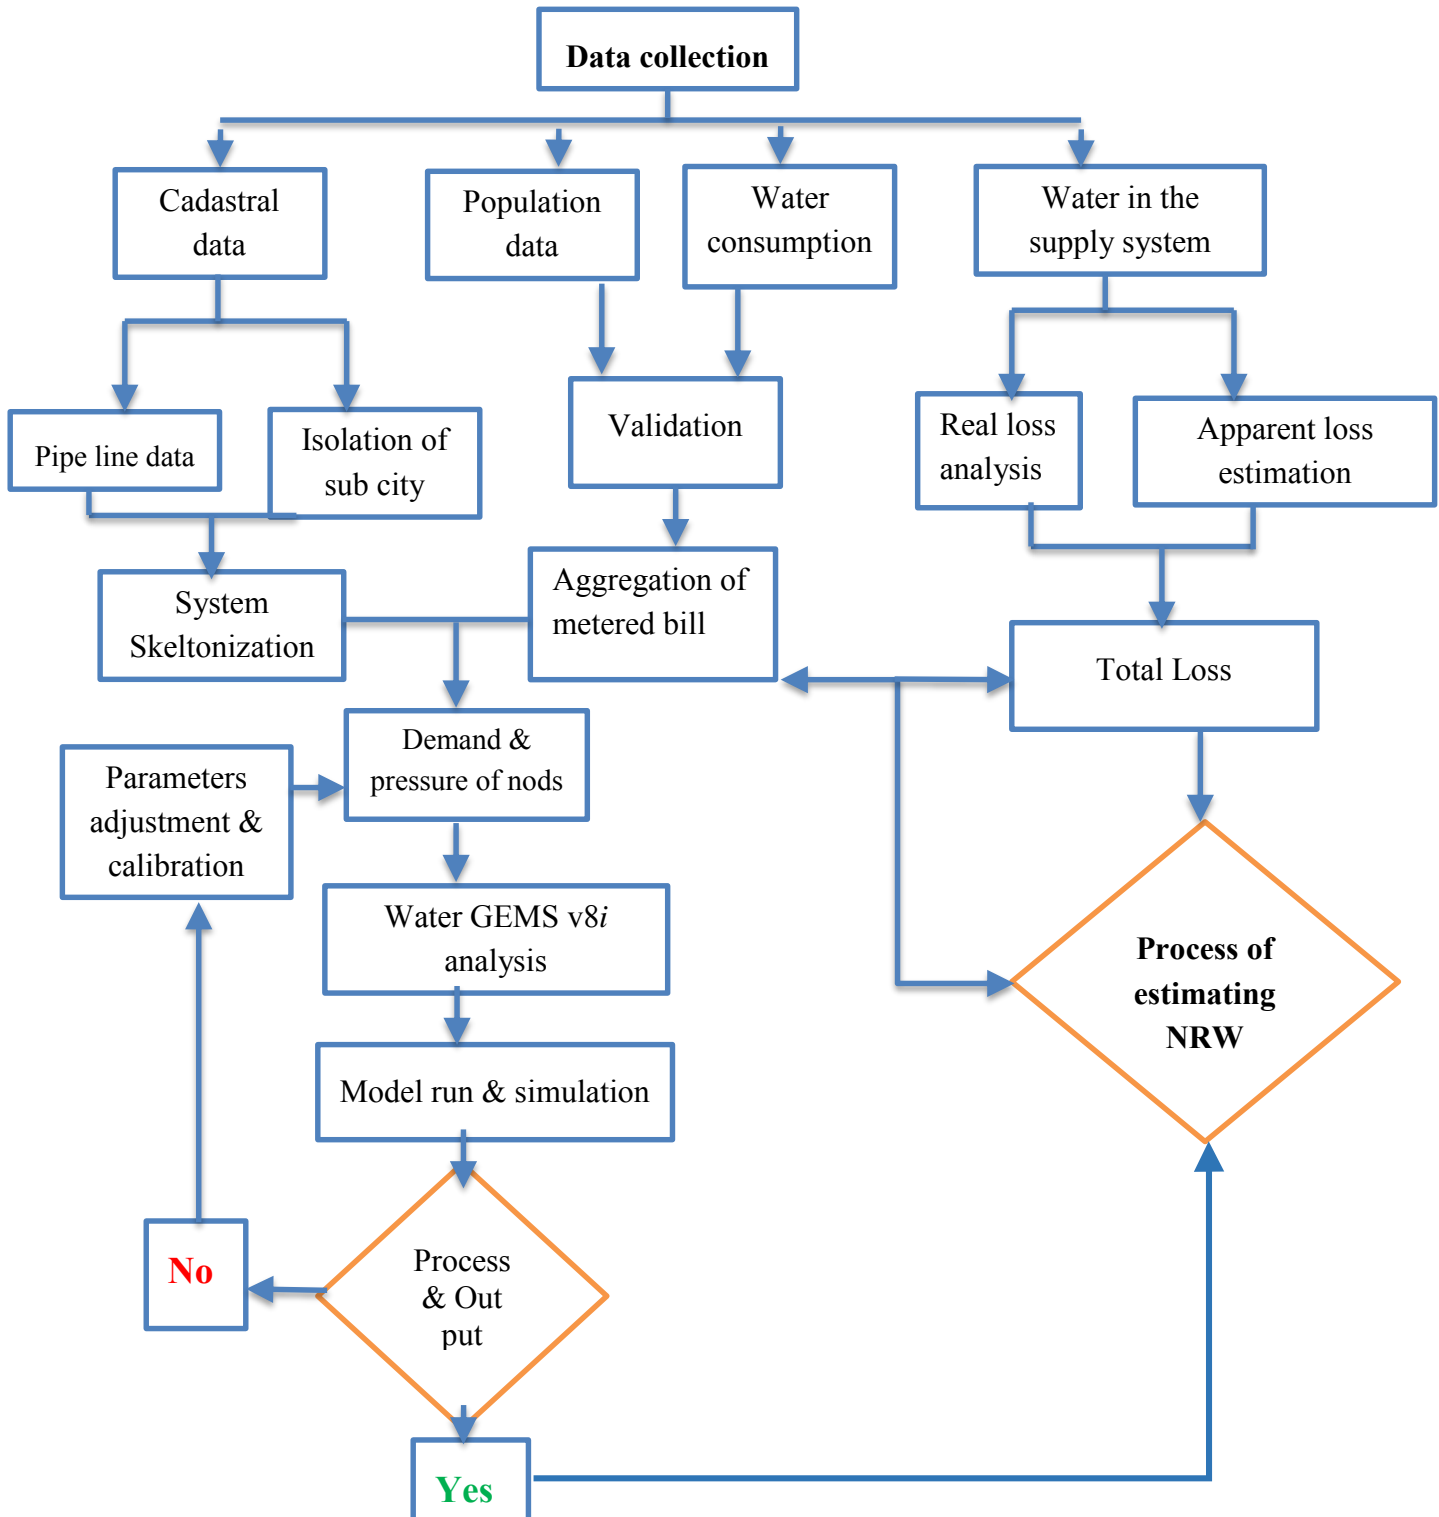 Data collection
Cadastral
data
Population
data
Water
consumption
Water in the
supply system
Pipe line data
Isolation of
sub city
Validation
Real loss
analysis
Apparent loss
estimation
System
Skeltonization
Aggregation of
metered bill
Total Loss
Parameters
adjustment &
calibration
Demand &
pressure of nods
Water GEMS v8i
analysis
Process of
estimating
NRW
Model run & simulation
No
Process
& Out
put
Yes